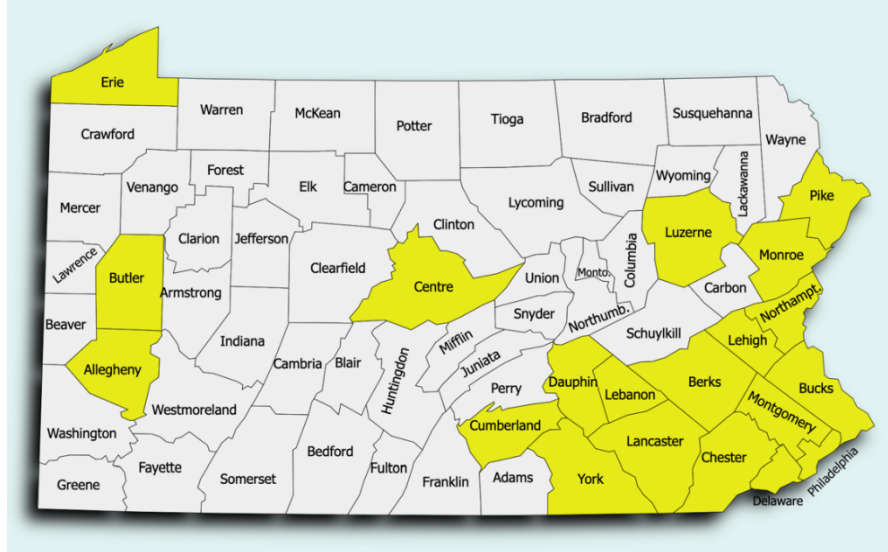 Erie
Warren
McKean
Potter
Tioga
Bradford
Susquehanna
Wayne
Crawford
Forest
Elk
Cameron
Venango
Mercer
Clarion
Jefferson
Clinton
Lycoming
Sullivan
Wyoming
Lackawanna
Pike
Lawrence
Butler
Armstrong
Clearfield
Centre
Union
Monto.
Columbia
Luzerne
Monroe
Carbon
Northampt.
Beaver
Allegheny
Indiana
Cambria
Blair
Huntingdon
Mifflin
Juniata
Snyder
Northumb.
Schuylkill
Lehigh
Perry
Dauphin
Lebanon
Berks
Bucks
Montgomery
Washington
Westmoreland
Cumberland
Lancaster
Chester
Philadelphia
Delaware
Greene
Fayette
Somerset
Bedford
Fulton
Franklin
Adams
York